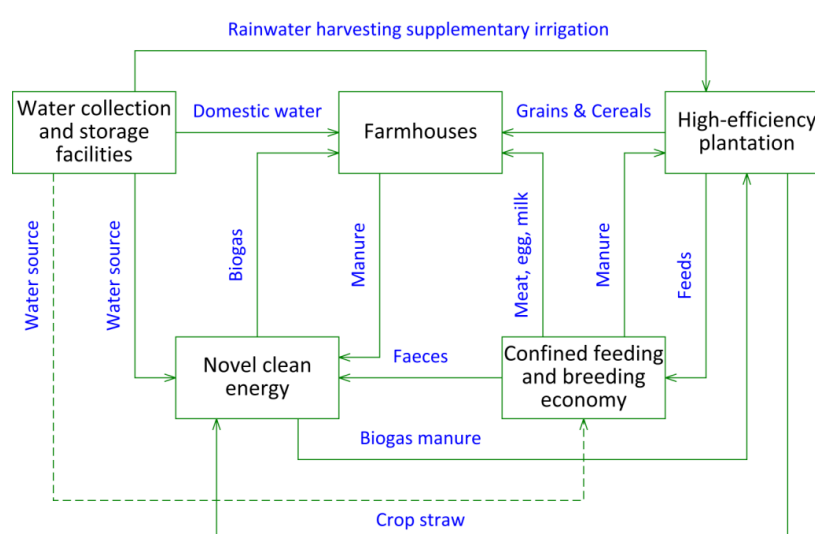 Rainwater harvesting supplementary irrigation
Water collection
and storage
facilities
Domestic water
Farmhouses
Grains & Cereals
High-efficiency
plantation
Water source
Water source
Biogas
Manure
Meat, egg, milk
Manure
Feeds
Novel clean
energy
Faeces
Confined feeding
and breeding
economy
Biogas manure
Crop straw